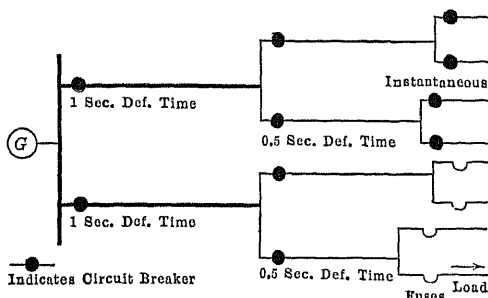 Instantaneous
1 Sec. Def. Time
G
0.5 Sec. Def. Time
1 Sec. Def. Time
0.5 Sec. Def. Time
Indicates Circuit Breaker
Fuses
Load